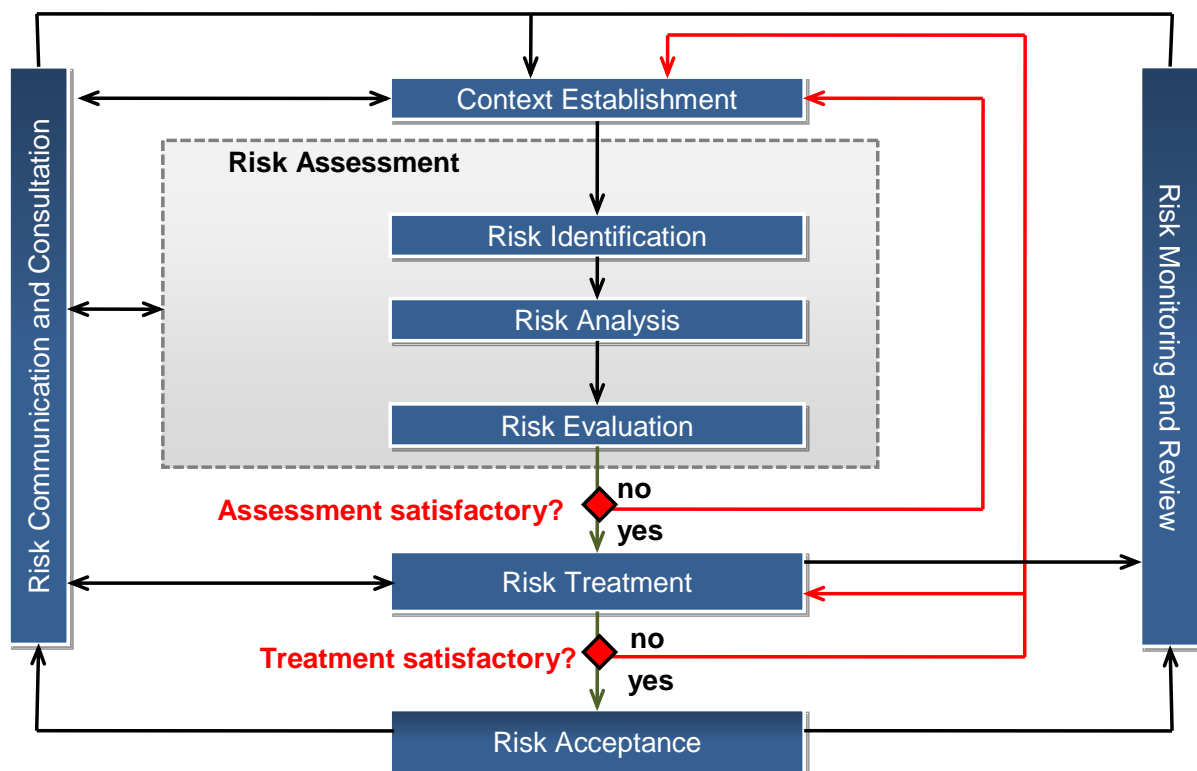 Context Establishment
Risk Communication and Consultation
Risk Assessment
Risk Identification
Risk Analysis
Risk Evaluation
Risk Monitoring and Review
no
Assessment satisfactory?
yes
Risk Treatment
no
Treatment satisfactory?
yes
Risk Acceptance